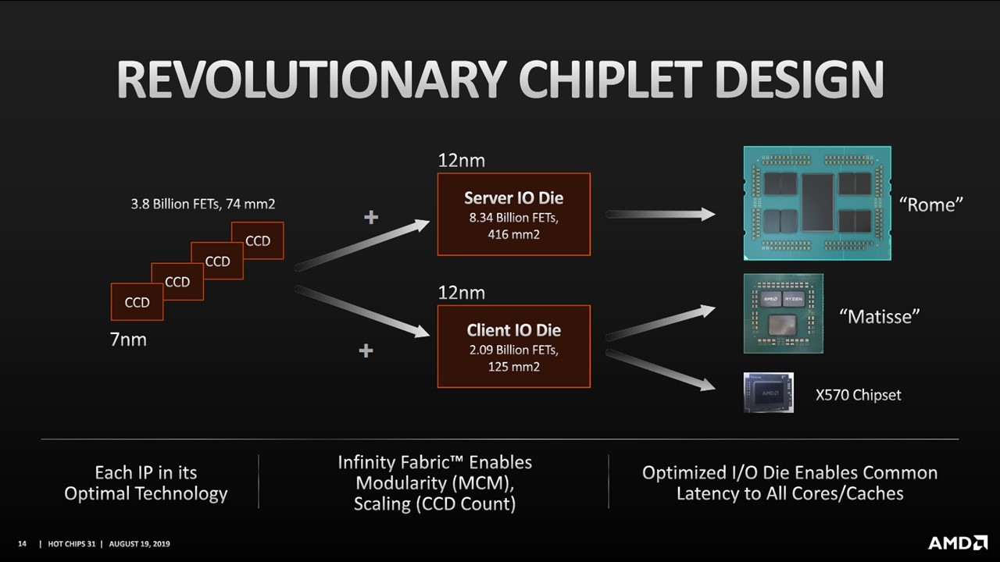 REVOLUTIONARY CHIPLET DESIGN
3.8 Billion FETs, 74 mm2
CCD
CCD
CCD
CCD
7nm
+
+
12nm
Server IO Die
8.34 Billion FETs,
416 mm2
12nm
Client IO Die
2.09 Billion FETs,
125 mm2
“Rome”
AMD
RYZEN
“Matisse”
AMD
X570 Chipset
Each IP in its
Optimal Technology
Infinity Fabric™ Enables
Modularity (MCM),
Scaling (CCD Count)
Optimized I/O Die Enables Common
Latency to All Cores/Caches
14 | HOT CHIPS 31 | AUGUST 19, 2019
AMD